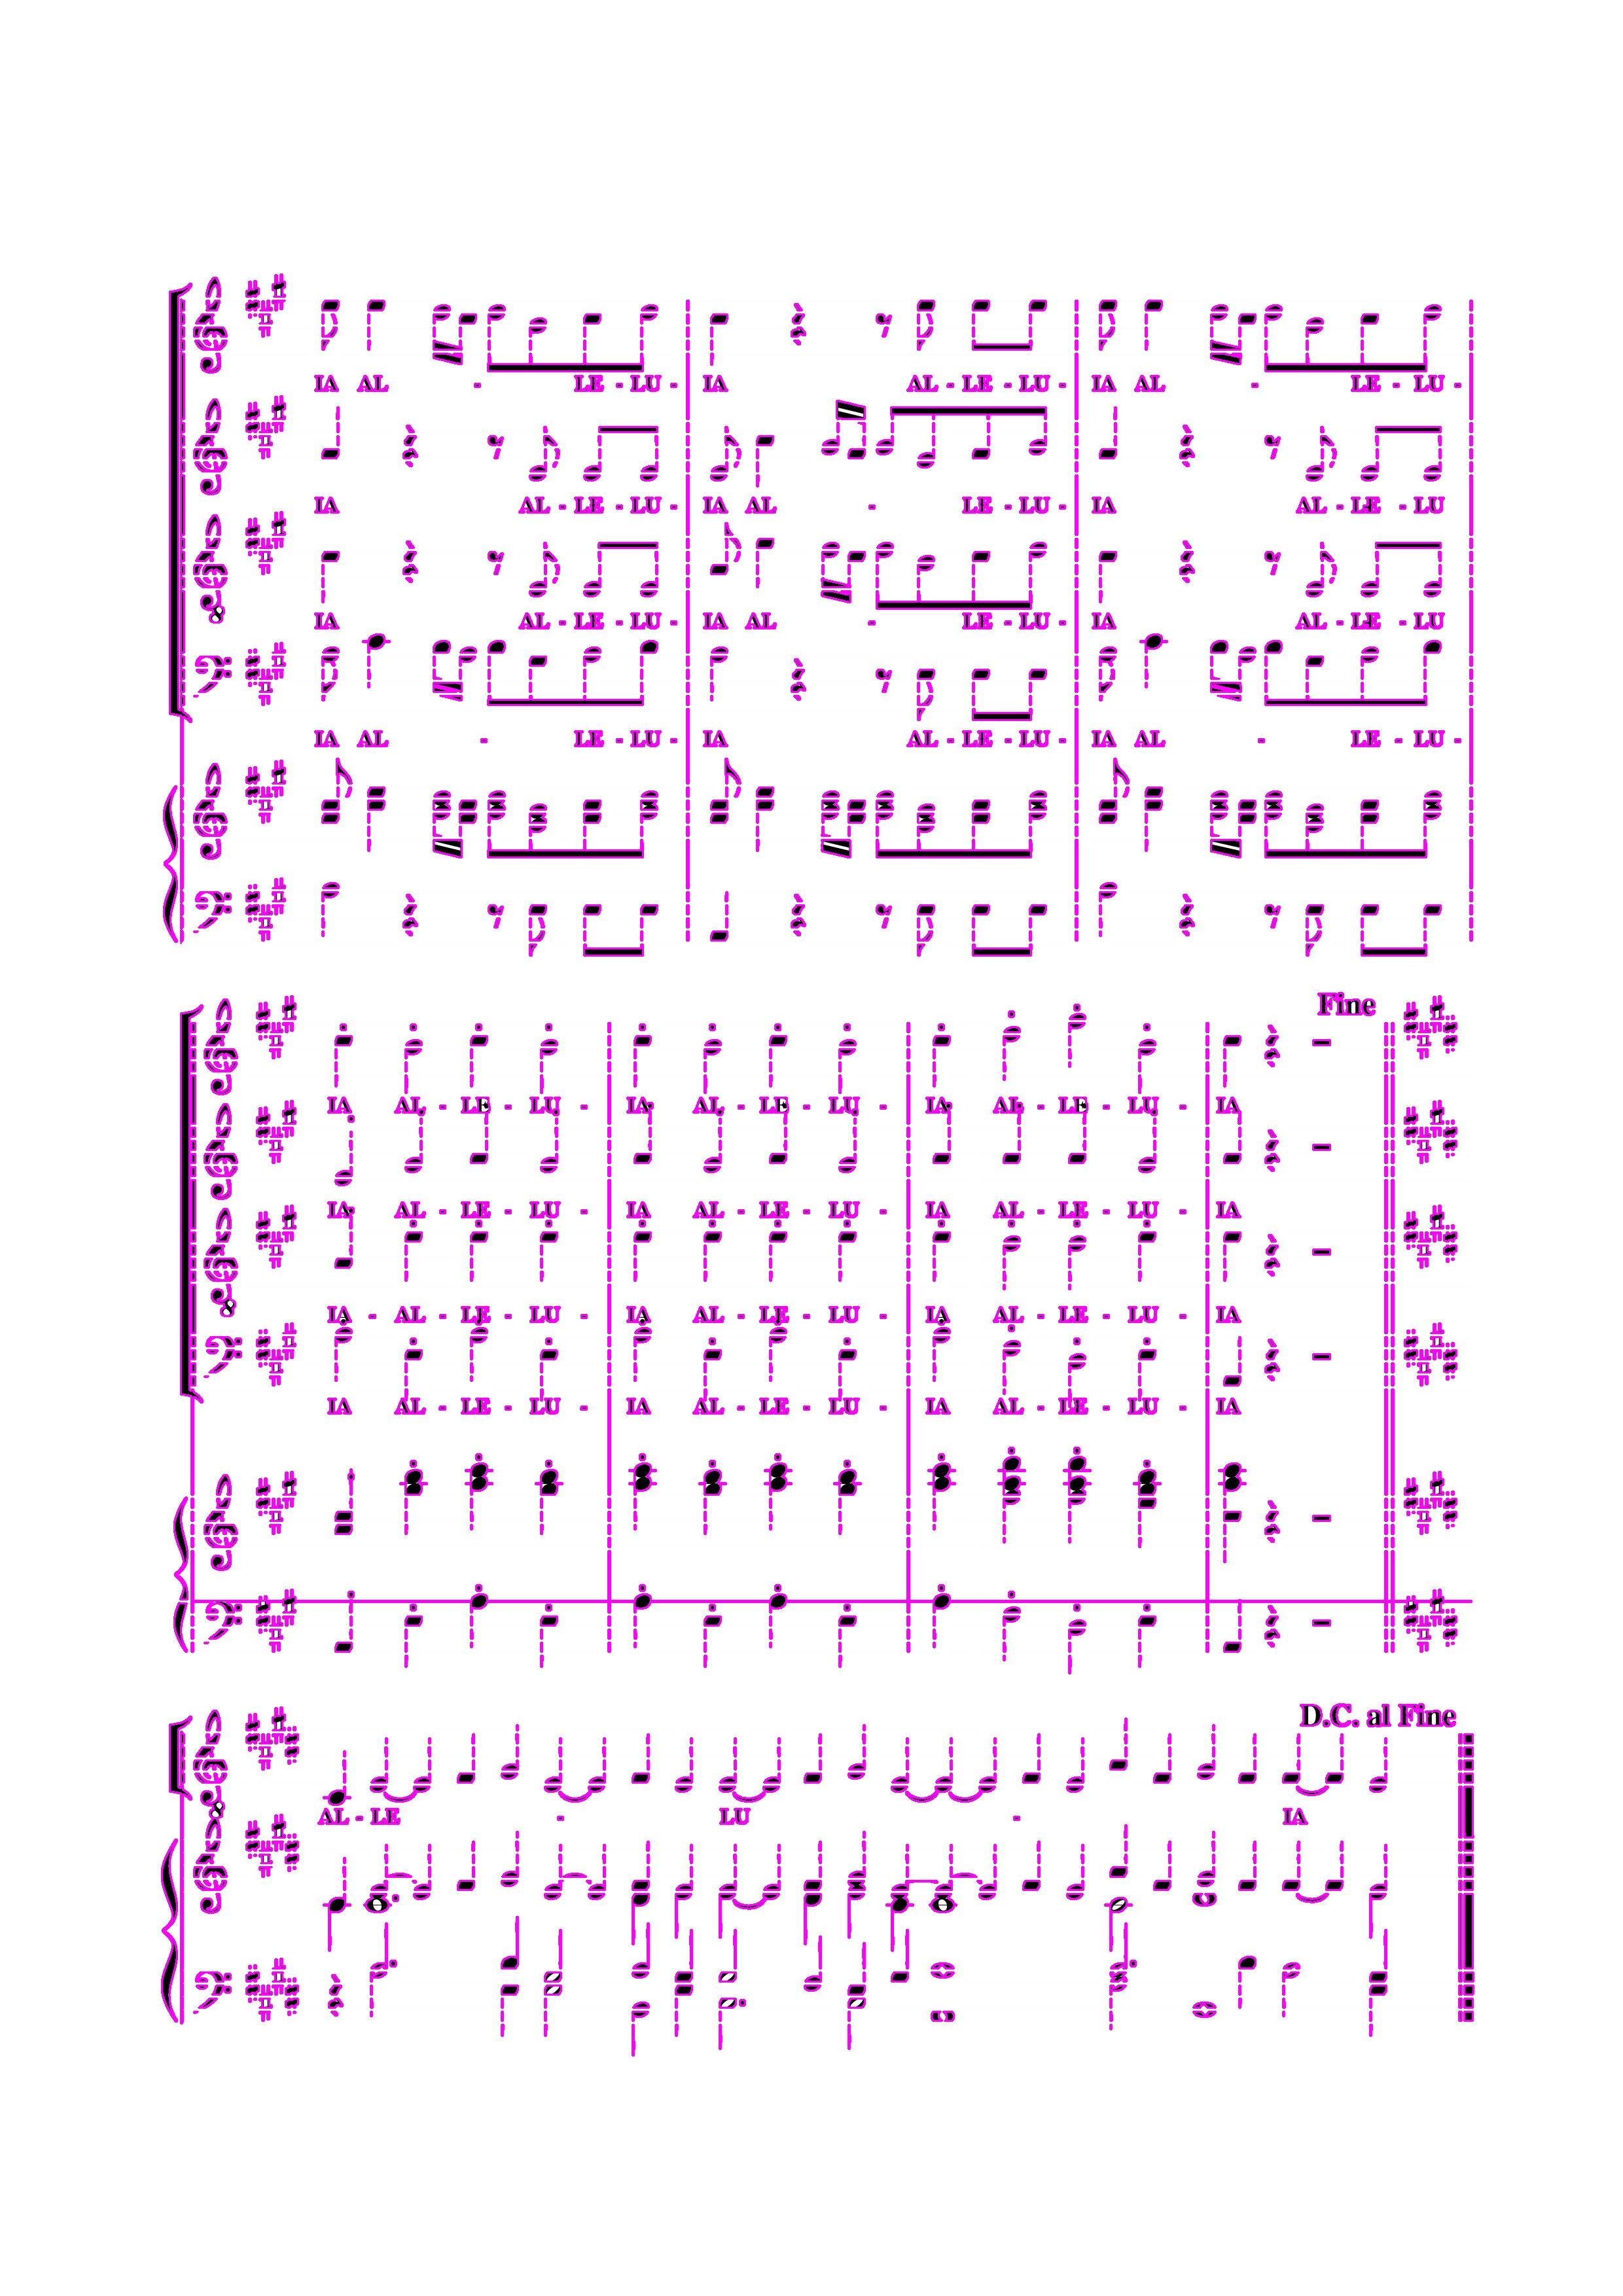 IA AL - LE - LU - IA AL - LE - LU - IA AL - LE - LU -
IA AL - LE - LU - IA AL - LE - LU - IA AL - LE - LU
IA AL - LE - LU - IA AL - LE - LU - IA AL - LE - LU
IA AL - LE - LU - IA AL - LE - LU - IA AL - LE - LU -
Fine
IA AL - LE - LU - IA AL - LE - LU - IA AL - LE - LU - IA
IA AL - LE - LU - IA AL - LE - LU - IA AL - LE - LU - IA
IA - AL - LE - LU - IA AL - LE - LU - IA AL - LE - LU - IA
IA AL - LE - LU - IA AL - LE - LU - IA AL - LE - LU - IA
D.C. al Fine
AL - LE - LU - IA